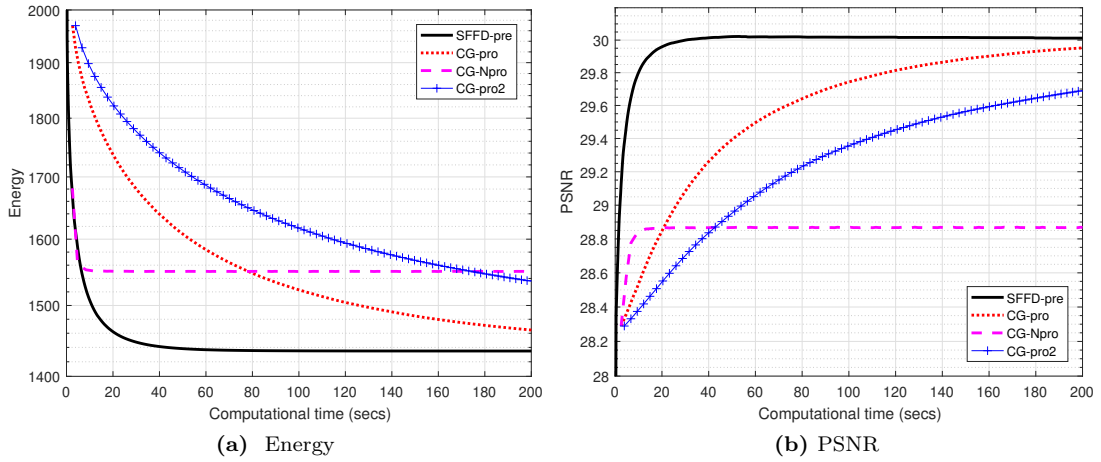 2000
1900
1800
1700
1600
1500
1400
Energy
0 20 40 60 80 100 120 140 160 180 200
Computational time (secs)
SFFD-pre
CG-pro
CG-Npro
CG-pro2
(a) Energy
30
29.8
29.6
29.4
29.2
29
28.8
28.6
28.4
28.2
28
PSNR
0 20 40 60 80 100 120 140 160 180 200
Computational time (secs)
SFFD-pre
CG-pro
CG-Npro
CG-pro2
(b) PSNR